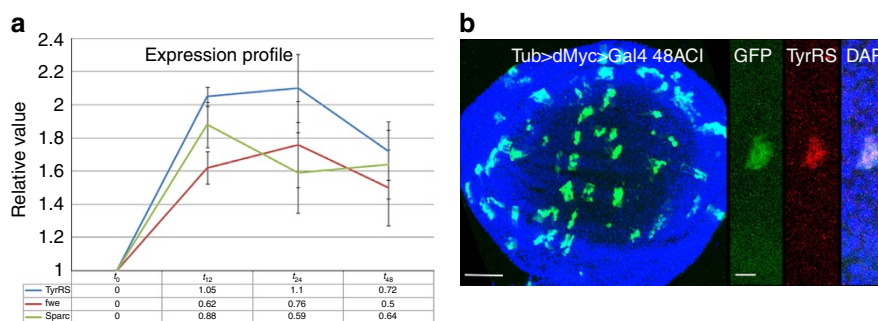 a
Expression profile
Relative value
2.4
2.2
2
1.8
1.6
1.4
1.2
1
t0 t12 t24 t48
TyrRS 0 1.05 1.1 0.72
fwe 0 0.62 0.76 0.5
Sparc 0 0.88 0.59 0.64
b
Tub>dMyc>Gal4 48ACI GFP TyrRS DAP